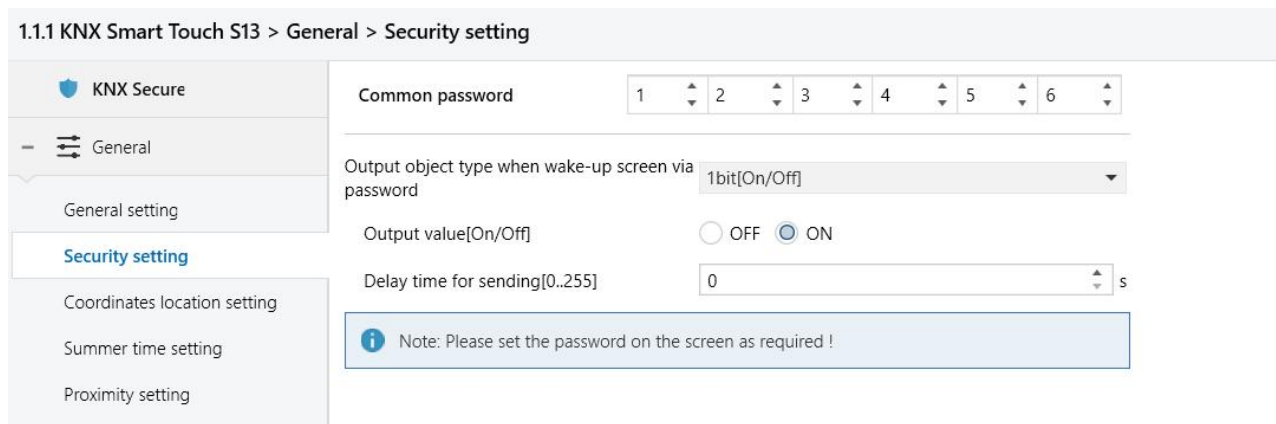 1.1.1 KNX Smart Touch S13 > General > Security setting
KNX Secure
General
General setting
Security setting
Coordinates location setting
Summer time setting
Proximity setting
Common password 1 2 3 4 5 6
Output object type when wake-up screen via
password
1bit[On/Off]
Output value[On/Off] OFF ON
Delay time for sending[0..255] 0 s
Note: Please set the password on the screen as required !